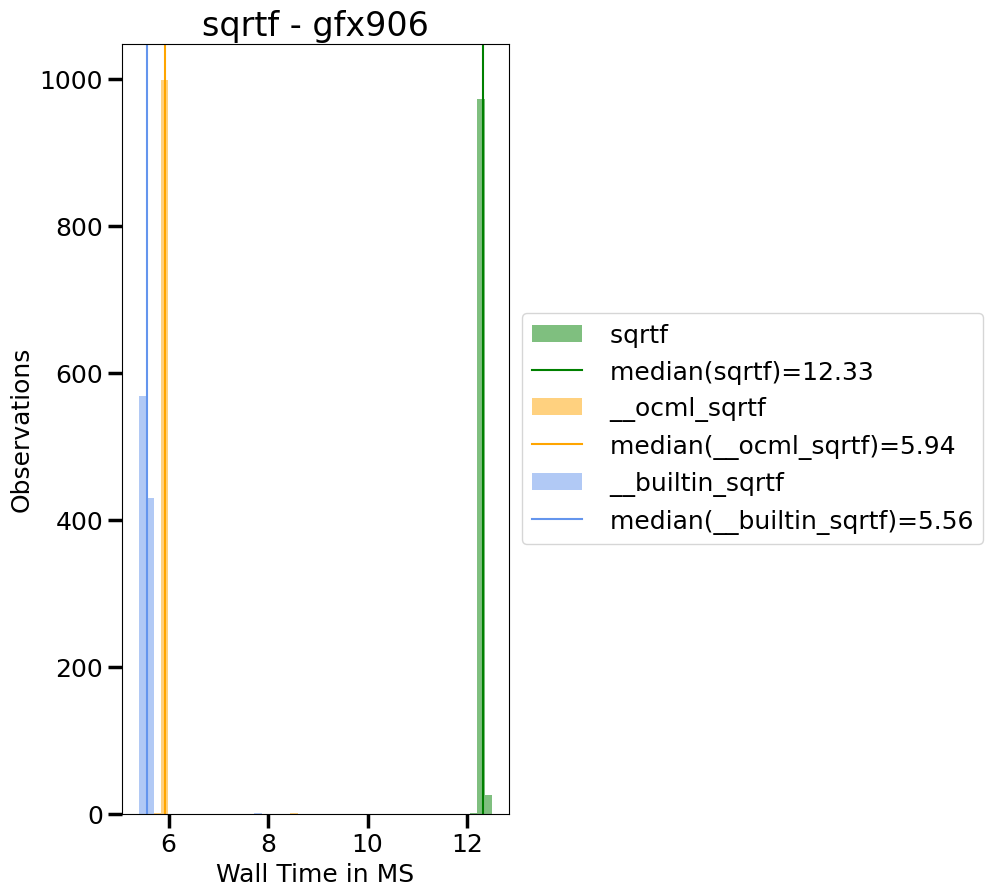 sqrtf - gfx906
1000
800
600
400
200
0
Observations
6 8 10 12
Wall Time in MS
sqrtf
median(sqrtf)=12.33
__ocml_sqrtf
median(__ocml_sqrtf)=5.94
__builtin_sqrtf
median(__builtin_sqrtf)=5.56